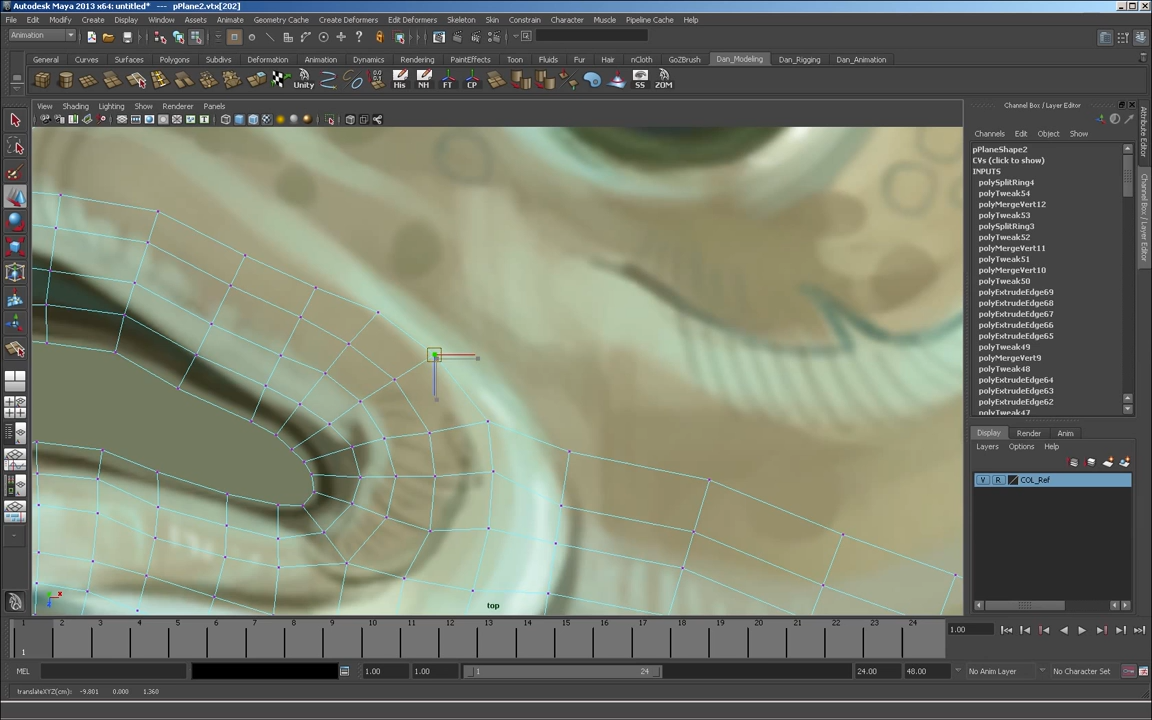 Autodesk Maya 2013 x64: untitled* --- pPlane2.vtx[202]
File Edit Modify Create Display Window Assets Animate Geometry Cache Create Deformers Edit Deformers Skeleton Skin Constrain Character Muscle Pipeline Cache Help
Animation
General Curves Surfaces Polygons Subdivs Deformation Animation Dynamics Rendering PaintEffects Toon Fluids Fur Hair nCloth GoZBrush Dan_Modeling Dan_Rigging Dan_Animation
Unity His NH FT CP SS ZOM
View Shading Lighting Show Renderer Panels
Channel Box / Layer Editor
Channels Edit Object Show
pPlaneShape2
CVs (click to show)
INPUTS
polySplitRing4
polyTweak54
polyMergeVert12
polyTweak53
polySplitRing3
polyTweak52
polyMergeVert11
polyTweak51
polyMergeVert10
polyTweak50
polyExtrudeEdge69
polyExtrudeEdge68
polyExtrudeEdge67
polyExtrudeEdge66
polyExtrudeEdge65
polyTweak49
polyMergeVert9
polyTweak48
polyExtrudeEdge64
polyExtrudeEdge63
polyExtrudeEdge62
polyTweak47
Attribute Editor
Channel Box / Layer Editor
Display Render Anim
Layers Options Help
V R COL_Ref
x
top
1 2 3 4 5 6 7 8 9 10 11 12 13 14 15 16 17 18 19 20 21 22 23 24
1
1.00
MEL
1.00 1.00 1 24 24.00 48.00 No Anim Layer No Character Set
translateXYZ(cm): -9.801 0.000 1.360